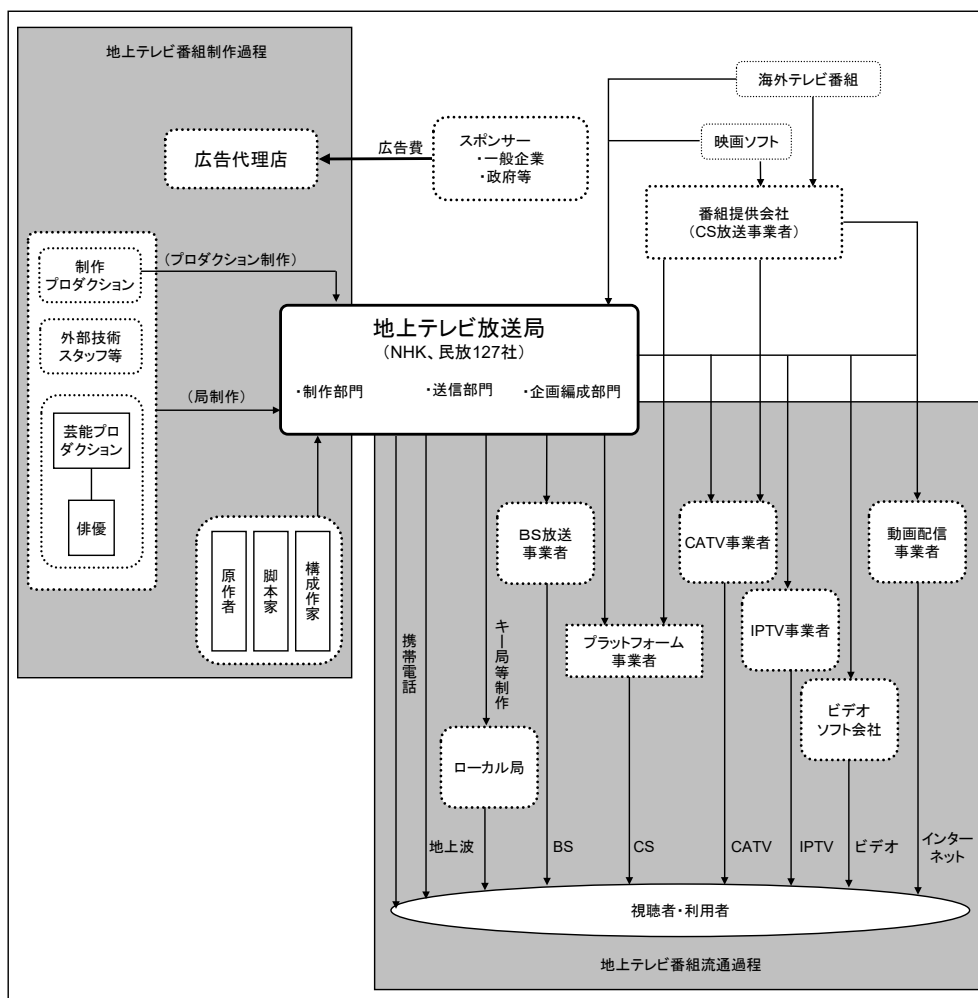 地上テレビ番組制作過程
海外テレビ番組
映画ソフト
広告代理店
広告費
スポンサー
・一般企業
・政府等
番組提供会社
（CS放送事業者）
制作
プロダクション
（プロダクション制作）
外部技術
スタッフ等
（局制作）
芸能プロ
ダクション
俳優
地上テレビ放送局
（NHK、民放127社）
・制作部門
・送信部門
・企画編成部門
原作者
脚本家
構成作家
BS放送
事業者
CATV事業者
動画配信
事業者
携帯電話
キー局等制作
プラットフォーム
事業者
IPTV事業者
ビデオ
ソフト会社
ローカル局
地上波
BS
CS
CATV
IPTV
ビデオ
インター
ネット
視聴者・利用者
地上テレビ番組流通過程